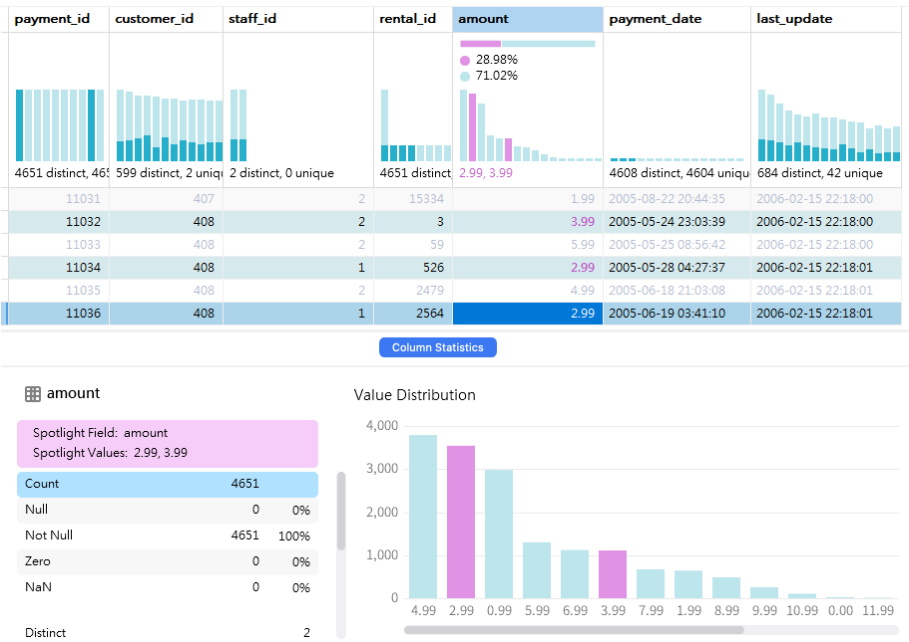 payment_id customer_id staff_id rental_id amount payment_date last_update
28.98%
71.02%
4651 distinct, 465 599 distinct, 2 uniqu 2 distinct, 0 unique 4651 distinct 2.99, 3.99 4608 distinct, 4604 uniqu 684 distinct, 42 unique
11031 407 2 15334 1.99 2005-08-22 20:44:35 2006-02-15 22:18:00
11032 408 2 3 3.99 2005-05-24 23:03:39 2006-02-15 22:18:00
11033 408 2 59 5.99 2005-05-25 08:56:42 2006-02-15 22:18:00
11034 408 1 526 2.99 2005-05-28 04:27:37 2006-02-15 22:18:01
11035 408 2 2479 4.99 2005-06-18 21:03:08 2006-02-15 22:18:01
11036 408 1 2564 2.99 2005-06-19 03:41:10 2006-02-15 22:18:01
Column Statistics
amount
Spotlight Field: amount
Spotlight Values: 2.99, 3.99
Count 4651
Null 0 0%
Not Null 4651 100%
Zero 0 0%
NaN 0 0%
Distinct 2
Value Distribution
4,000
3,000
2,000
1,000
0
4.99 2.99 0.99 5.99 6.99 3.99 7.99 1.99 8.99 9.99 10.99 0.00 11.99